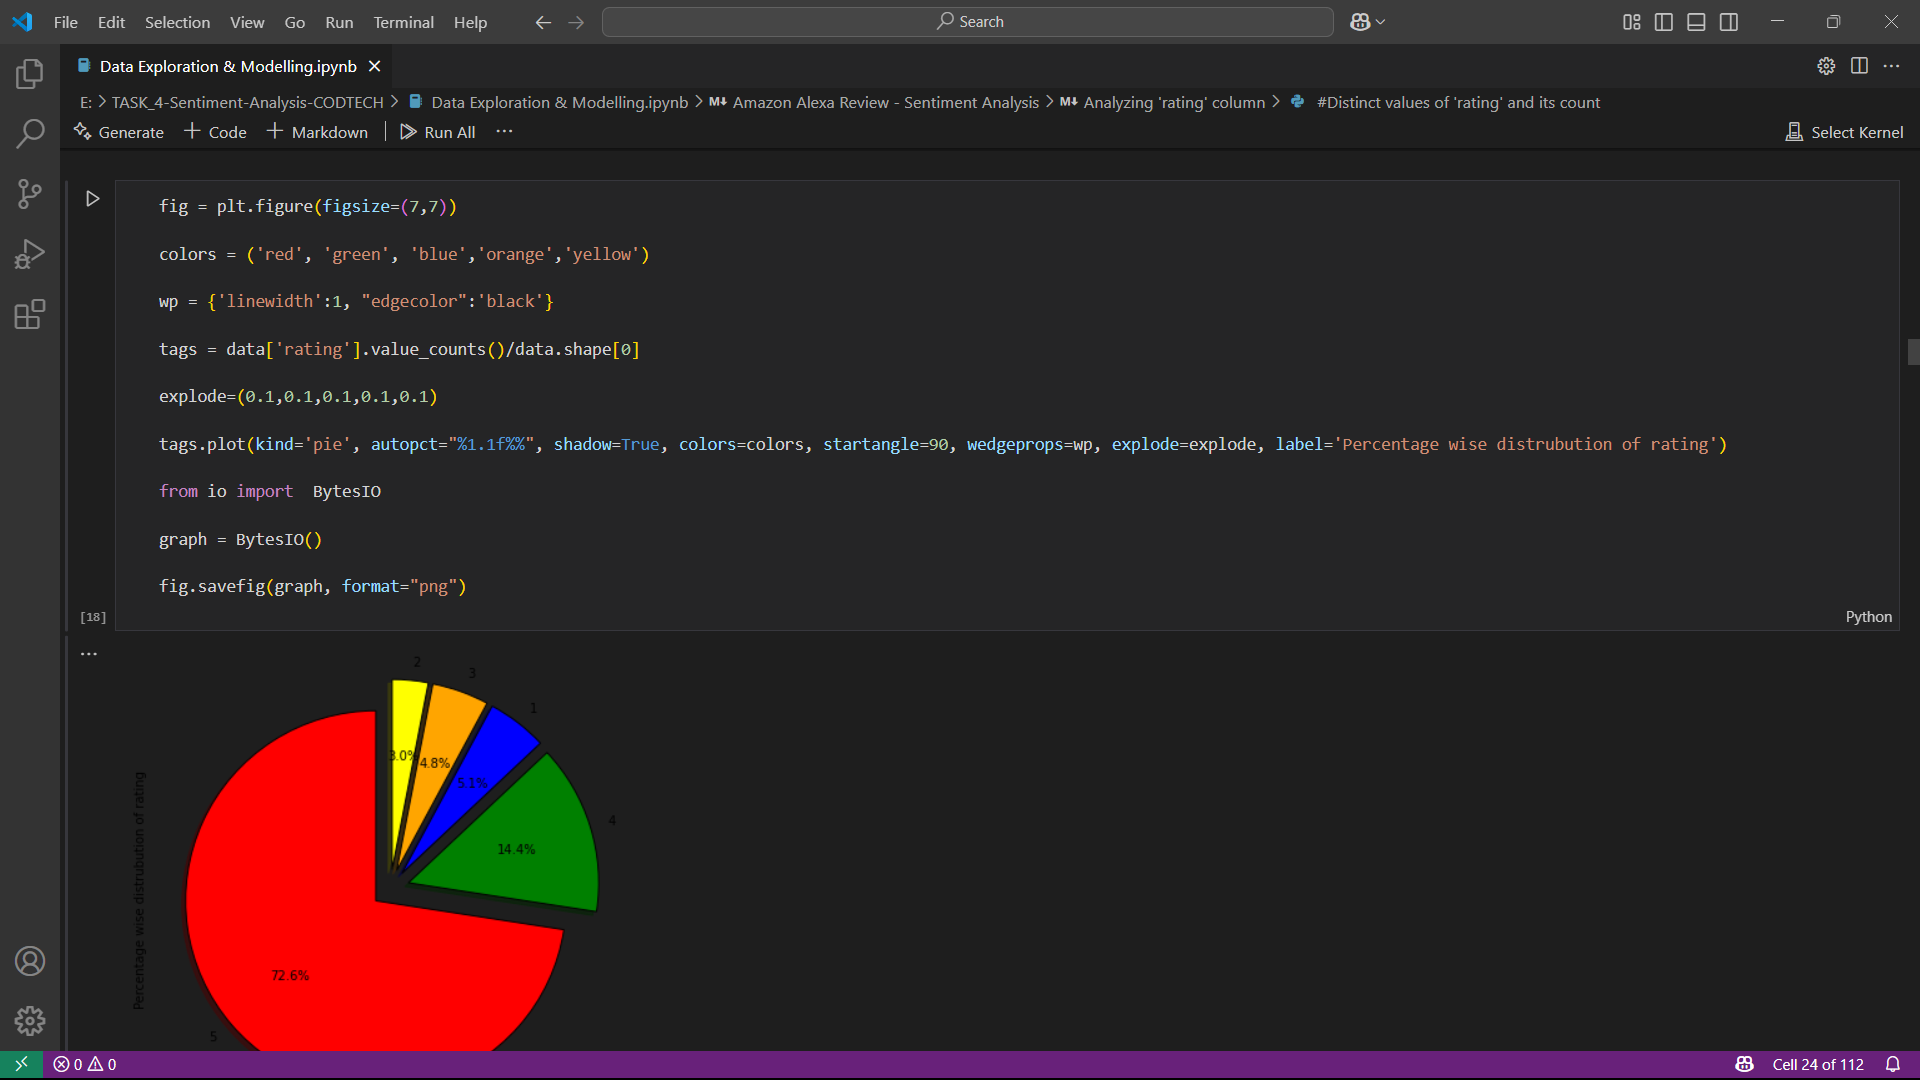 File Edit Selection View Go Run Terminal Help Search
Data Exploration & Modelling.ipynb
E: > TASK_4-Sentiment-Analysis-CODTECH > Data Exploration & Modelling.ipynb > M↓ Amazon Alexa Review - Sentiment Analysis > M↓ Analyzing 'rating' column > #Distinct values of 'rating' and its count
Generate + Code + Markdown Run All ... Select Kernel
fig = plt.figure(figsize=(7,7))
colors = ('red', 'green', 'blue','orange','yellow')
wp = {'linewidth':1, "edgecolor":'black'}
tags = data['rating'].value_counts()/data.shape[0]
explode=(0.1,0.1,0.1,0.1,0.1)
tags.plot(kind='pie', autopct="%1.1f%%", shadow=True, colors=colors, startangle=90, wedgeprops=wp, explode=explode, label='Percentage wise distrubution of rating')
from io import  BytesIO
graph = BytesIO()
fig.savefig(graph, format="png")
[18] Python
...
2
3
1
3.0%
4.8%
5.1%
4
14.4%
Percentage wise distrubution of rating
72.6%
5
0 0 Cell 24 of 112